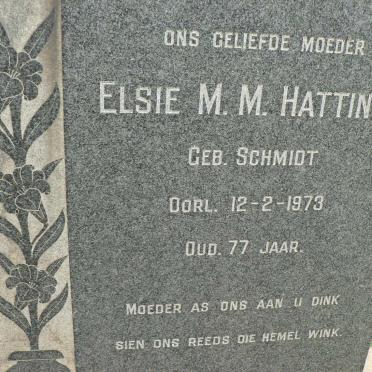 ONS GELIEFDE MOEDER
ELSIE M. M. HATTIN
GEB. SCHMIDT
OORL. 12-2-1973
OUD. 77 JAAR.
MOEDER AS ONS AAN U DINK
SIEN ONS REEDS DIE HEMEL WINK.